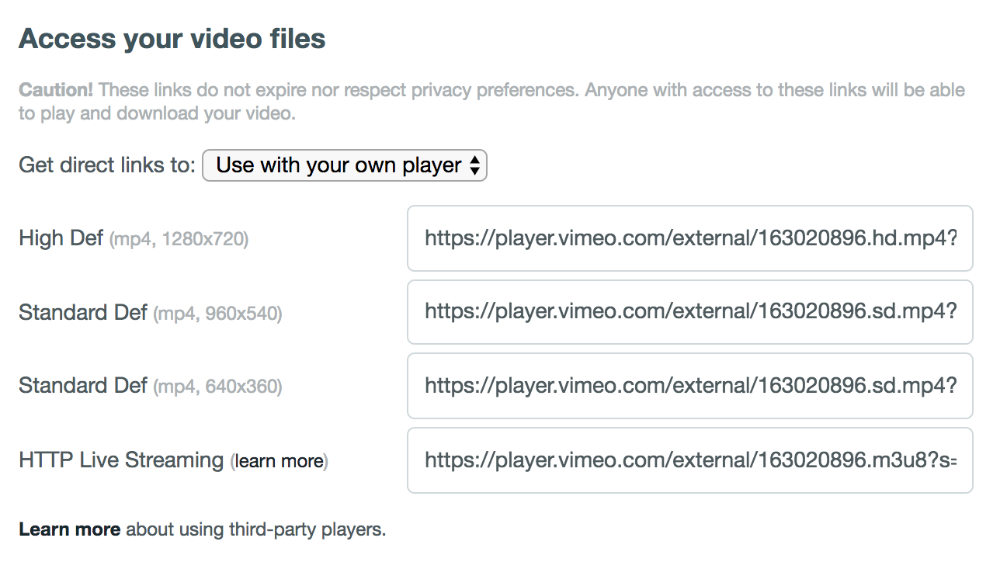 Access your video files
Caution! These links do not expire nor respect privacy preferences. Anyone with access to these links will be able
to play and download your video.
Get direct links to: Use with your own player
High Def (mp4, 1280x720) https://player.vimeo.com/external/163020896.hd.mp4?
Standard Def (mp4, 960x540) https://player.vimeo.com/external/163020896.sd.mp4?
Standard Def (mp4, 640x360) https://player.vimeo.com/external/163020896.sd.mp4?
HTTP Live Streaming (learn more) https://player.vimeo.com/external/163020896.m3u8?s=
Learn more about using third-party players.